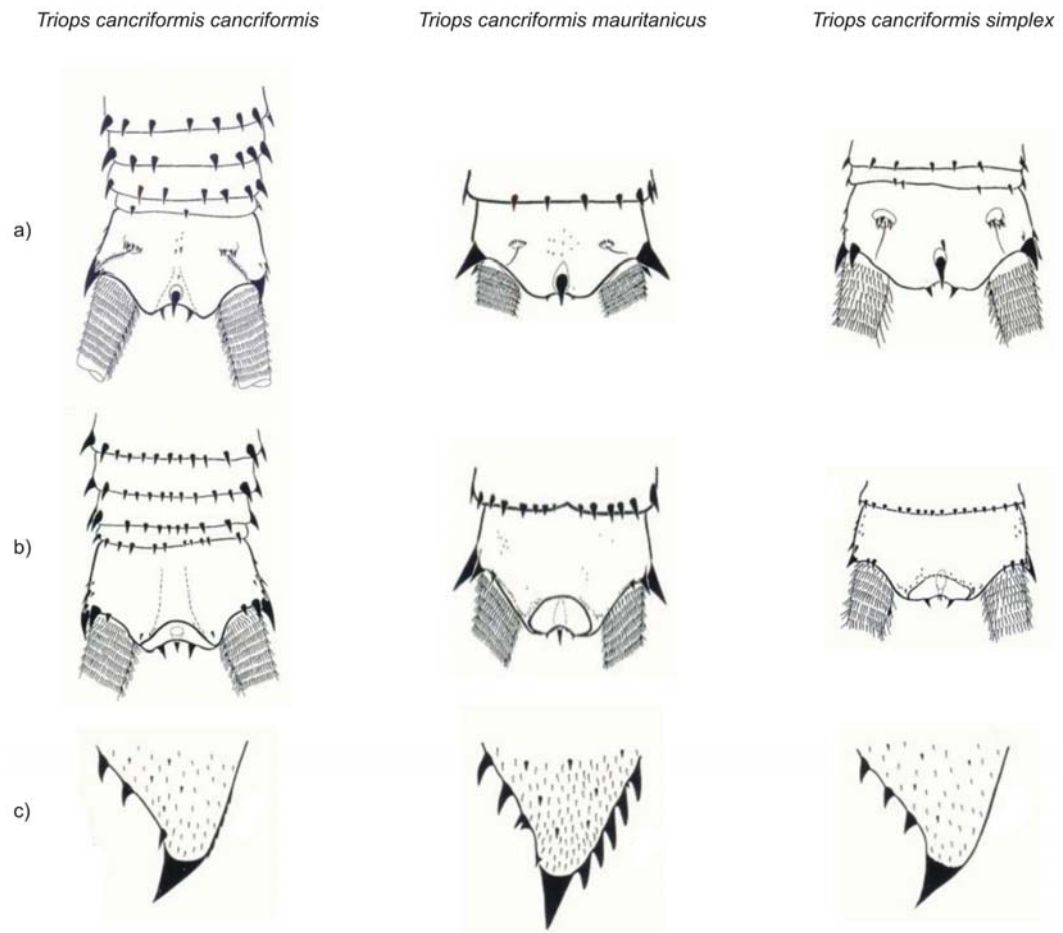 Triops cancriformis cancriformis
Triops cancriformis mauritanicus
Triops cancriformis simplex
a)
b)
c)